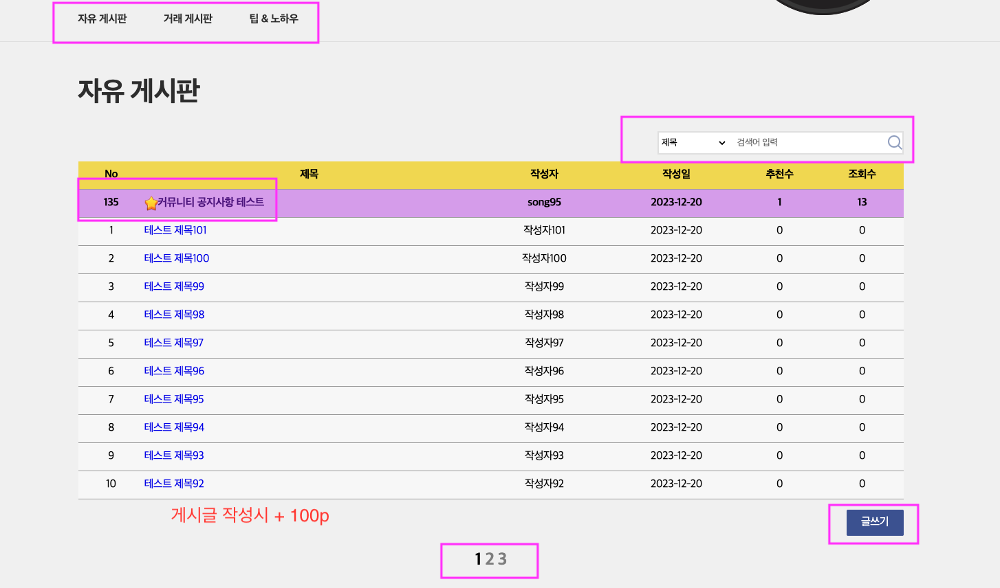 자유 게시판 거래 게시판 팁 & 노하우
자유 게시판
제목 검색어 입력
No 제목 작성자 작성일 추천수 조회수
135 ⭐커뮤니티 공지사항 테스트 song95 2023-12-20 1 13
1 테스트 제목101 작성자101 2023-12-20 0 0
2 테스트 제목100 작성자100 2023-12-20 0 0
3 테스트 제목99 작성자99 2023-12-20 0 0
4 테스트 제목98 작성자98 2023-12-20 0 0
5 테스트 제목97 작성자97 2023-12-20 0 0
6 테스트 제목96 작성자96 2023-12-20 0 0
7 테스트 제목95 작성자95 2023-12-20 0 0
8 테스트 제목94 작성자94 2023-12-20 0 0
9 테스트 제목93 작성자93 2023-12-20 0 0
10 테스트 제목92 작성자92 2023-12-20 0 0
게시글 작성시 + 100p
글쓰기
1 2 3